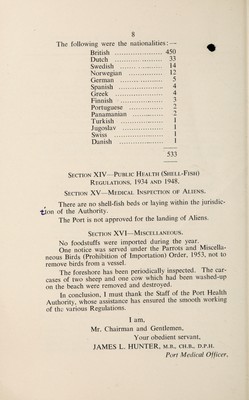 8
The following were the nationalities: —
British .................... 450
Dutch .................... 33
Swedish .................... 14
Norwegian .................... 12
German .................... 5
Spanish .................... 4
Greek .................... 4
Finnish .................... 3
Portuguese .................... 2
Panamanian .................... 2
Turkish .................... 1
Jugoslav .................... 1
Swiss .................... 1
Danish .................... 1
533
Section XIV—Public Health (Shell-Fish)
Regulations, 1934 and 1948.
Section XV—Medical Inspection of Aliens.
There are no shell-fish beds or laying within the jurisdic-
tion of the Authority.
The Port is not approved for the landing of Aliens.
Section XVI—Miscellaneous.
No foodstuffs were imported during the year.
One notice was served under the Parrots and Miscella-
neous Birds (Prohibition of Importation) Order, 1953, not to
remove birds from a vessel.
The foreshore has been periodically inspected. The car-
cases of two sheep and one cow which had been washed-up
on the beach were removed and destroyed.
In conclusion, I must thank the Staff of the Port Health
Authority, whose assistance has ensured the smooth working
of the various Regulations.
I am,
Mr. Chairman and Gentlemen,
Your obedient servant,
JAMES L. HUNTER, M.B., CH.B., D.P.H.
Port Medical Officer.